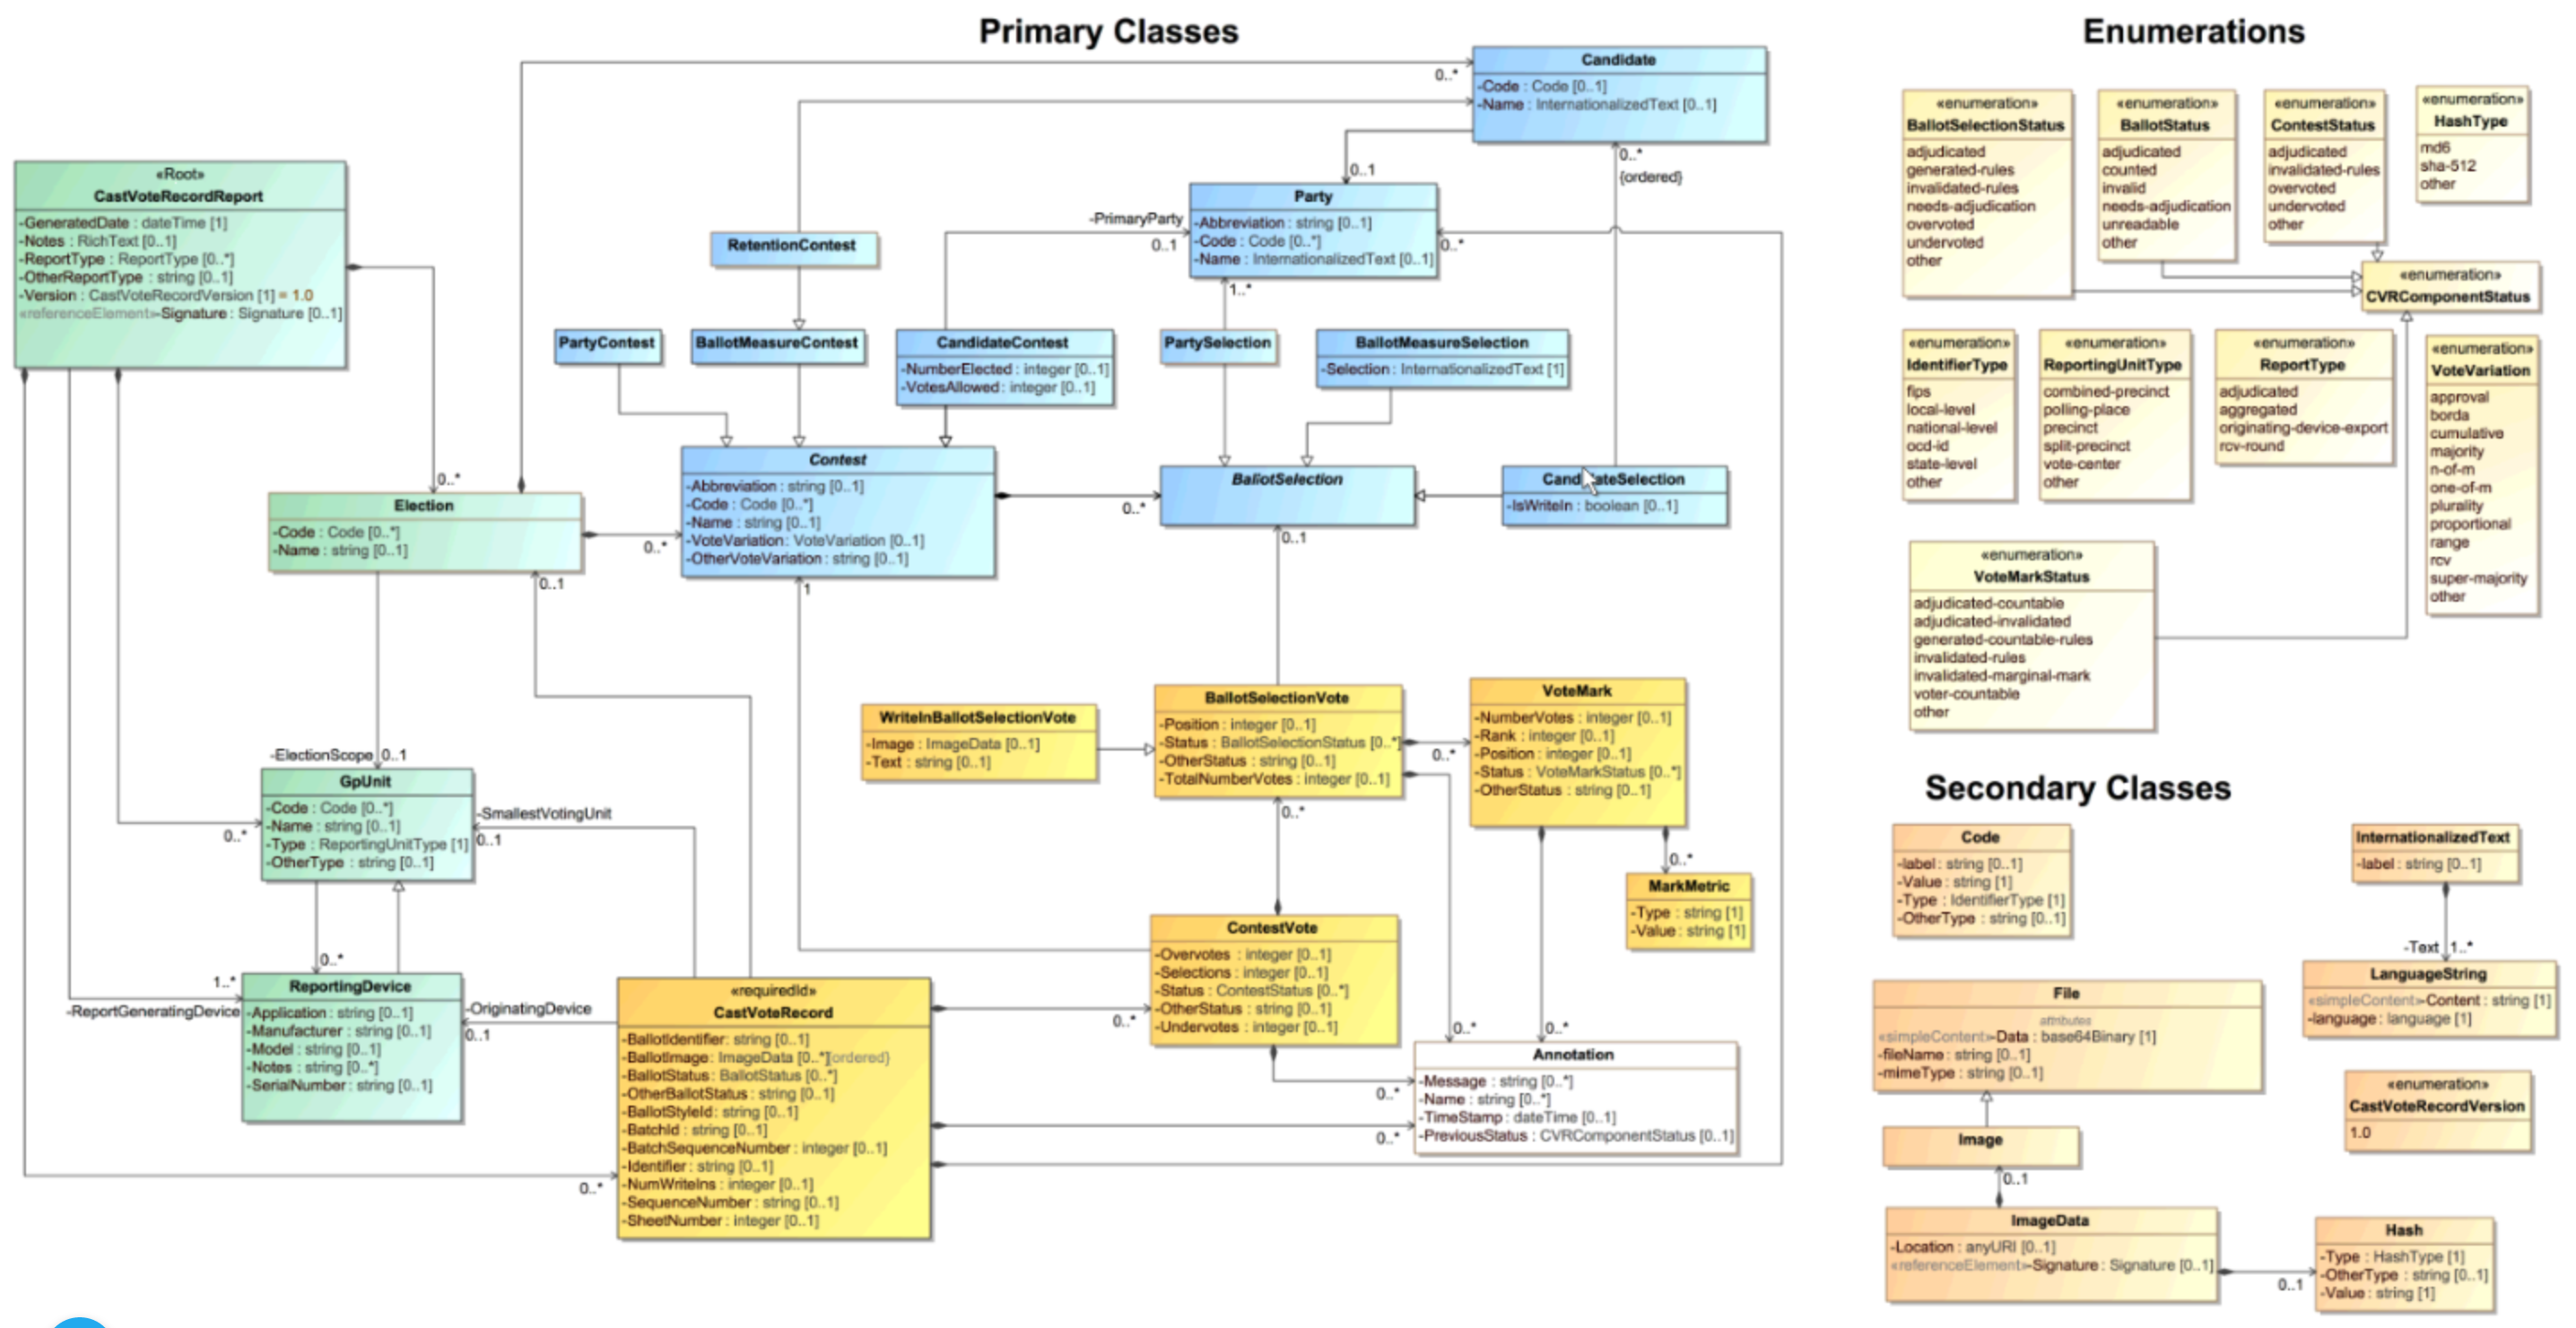 Primary Classes
Candidate
-Code : Code [0..1]
-Name : InternationalizedText [0..1]
0..*
0..1
0..*
{ordered}
«Root»
CastVoteRecordReport
-GeneratedDate : dateTime [1]
-Notes : RichText [0..1]
-ReportType : ReportType [0..*]
-OtherReportType : string [0..1]
-Version : CastVoteRecordVersion [1] = 1.0
«referenceElement»-Signature : Signature [0..1]
Party
-Abbreviation : string [0..1]
-Code : Code [0..*]
-Name : InternationalizedText [0..1]
-PrimaryParty
0..1
0..*
1..*
RetentionContest
PartyContest
BallotMeasureContest
CandidateContest
-NumberElected : integer [0..1]
-VotesAllowed : integer [0..1]
PartySelection
BallotMeasureSelection
-Selection : InternationalizedText [1]
Contest
-Abbreviation : string [0..1]
-Code : Code [0..*]
-Name : string [0..1]
-VoteVariation : VoteVariation [0..1]
-OtherVoteVariation : string [0..1]
0..*
BallotSelection
-IsWriteIn : boolean [0..1]
0..*
Election
-Code : Code [0..*]
-Name : string [0..1]
0..*
0..1
1
0..1
-ElectionScope
0..1
GpUnit
-Code : Code [0..*]
-Name : string [0..1]
-Type : ReportingUnitType [1]
-OtherType : string [0..1]
0..*
-SmallestVotingUnit
0..1
0..*
WriteInBallotSelectionVote
-Image : ImageData [0..1]
-Text : string [0..1]
BallotSelectionVote
-Position : integer [0..1]
-Status : BallotSelectionStatus [0..*]
-OtherStatus : string [0..1]
-TotalNumberVotes : integer [0..1]
0..*
0..*
VoteMark
-NumberVotes : integer [0..1]
-Rank : integer [0..1]
-Position : integer [0..1]
-Status : VoteMarkStatus [0..*]
-OtherStatus : string [0..1]
0..*
MarkMetric
-Type : string [1]
-Value : string [1]
ContestVote
-Overvotes : integer [0..1]
-Selections : integer [0..1]
-Status : ContestStatus [0..*]
-OtherStatus : string [0..1]
-Undervotes : integer [0..1]
0..*
1..*
-ReportGeneratingDevice
ReportingDevice
-Application : string [0..1]
-Manufacturer : string [0..1]
-Model : string [0..1]
-Notes : string [0..*]
-SerialNumber : string [0..1]
-OriginatingDevice
0..1
«requiredId»
CastVoteRecord
-BallotIdentifier: string [0..1]
-BallotImage: ImageData [0..*]{ordered}
-BallotStatus : BallotStatus [0..*]
-OtherBallotStatus : string [0..1]
-BallotStyleId: string [0..1]
-BatchId: string [0..1]
-BatchSequenceNumber : integer [0..1]
-Identifier : string [0..1]
-NumWriteIns : integer [0..1]
-SequenceNumber : string [0..1]
-SheetNumber : integer [0..1]
0..*
0..*
0..*
Annotation
-Message : string [0..*]
-Name : string [0..*]
-TimeStamp : dateTime [0..1]
-PreviousStatus : CVRComponentStatus [0..1]
0..*
0..*
0..*
Enumerations
«enumeration»
BallotSelectionStatus
adjudicated
generated-rules
invalidated-rules
needs-adjudication
overvoted
undervoted
other
«enumeration»
BallotStatus
adjudicated
counted
invalid
needs-adjudication
unreadable
other
«enumeration»
ContestStatus
adjudicated
invalidated-rules
overvoted
undervoted
other
«enumeration»
HashType
md6
sha-512
other
«enumeration»
CVRComponentStatus
«enumeration»
IdentifierType
fips
local-level
national-level
ocd-id
state-level
other
«enumeration»
ReportingUnitType
combined-precinct
polling-place
precinct
split-precinct
vote-center
other
«enumeration»
ReportType
adjudicated
aggregated
originating-device-export
rcv-round
«enumeration»
VoteVariation
approval
borda
cumulative
majority
n-of-m
one-of-m
plurality
proportional
range
rcv
super-majority
other
«enumeration»
VoteMarkStatus
adjudicated-countable
adjudicated-invalidated
generated-countable-rules
invalidated-rules
invalidated-marginal-mark
voter-countable
other
Secondary Classes
Code
-label : string [0..1]
-Value : string [1]
-Type : IdentifierType [1]
-OtherType : string [0..1]
InternationalizedText
-label : string [0..1]
-Text
1..*
LanguageString
«simpleContent»-Content : string [1]
-language : language [1]
File
attributes
«simpleContent»-Data : base64Binary [1]
-fileName : string [0..1]
-mimeType : string [0..1]
«enumeration»
CastVoteRecordVersion
1.0
Image
0..1
ImageData
-Location : anyURI [0..1]
«referenceElement»-Signature : Signature [0..1]
0..1
Hash
-Type : HashType [1]
-OtherType : string [0..1]
-Value : string [1]